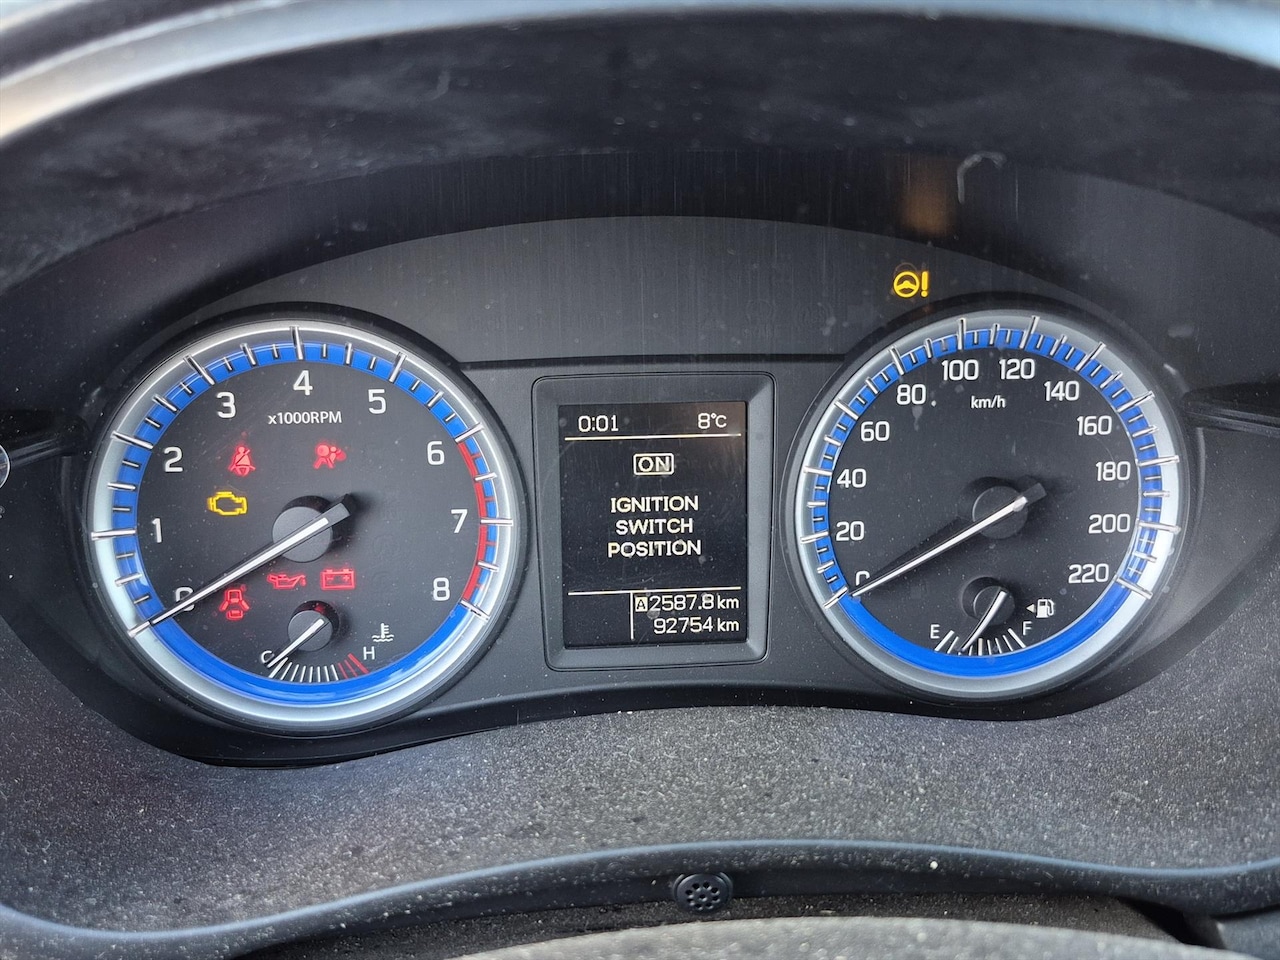 0
1
2
3
4
5
6
7
8
x1000RPM
C
H
0:01 8°C
ON
IGNITION
SWITCH
POSITION
A 2587.8 km
92754 km
0
20
40
60
80
100
120
140
160
180
200
220
km/h
E
F